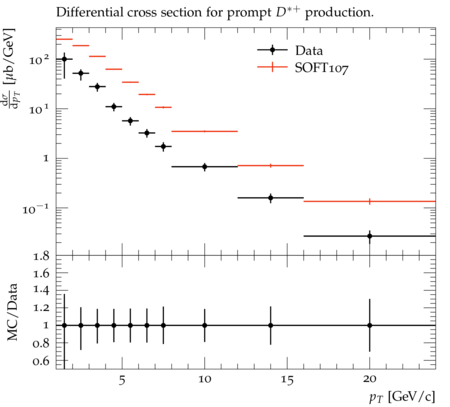 Differential cross section for prompt D*+ production.
dσ/dpT [µb/GeV]
10²
10¹
1
10⁻¹
Data
SOFT107
MC/Data
1.8
1.6
1.4
1.2
1
0.8
0.6
5
10
15
20
pT [GeV/c]